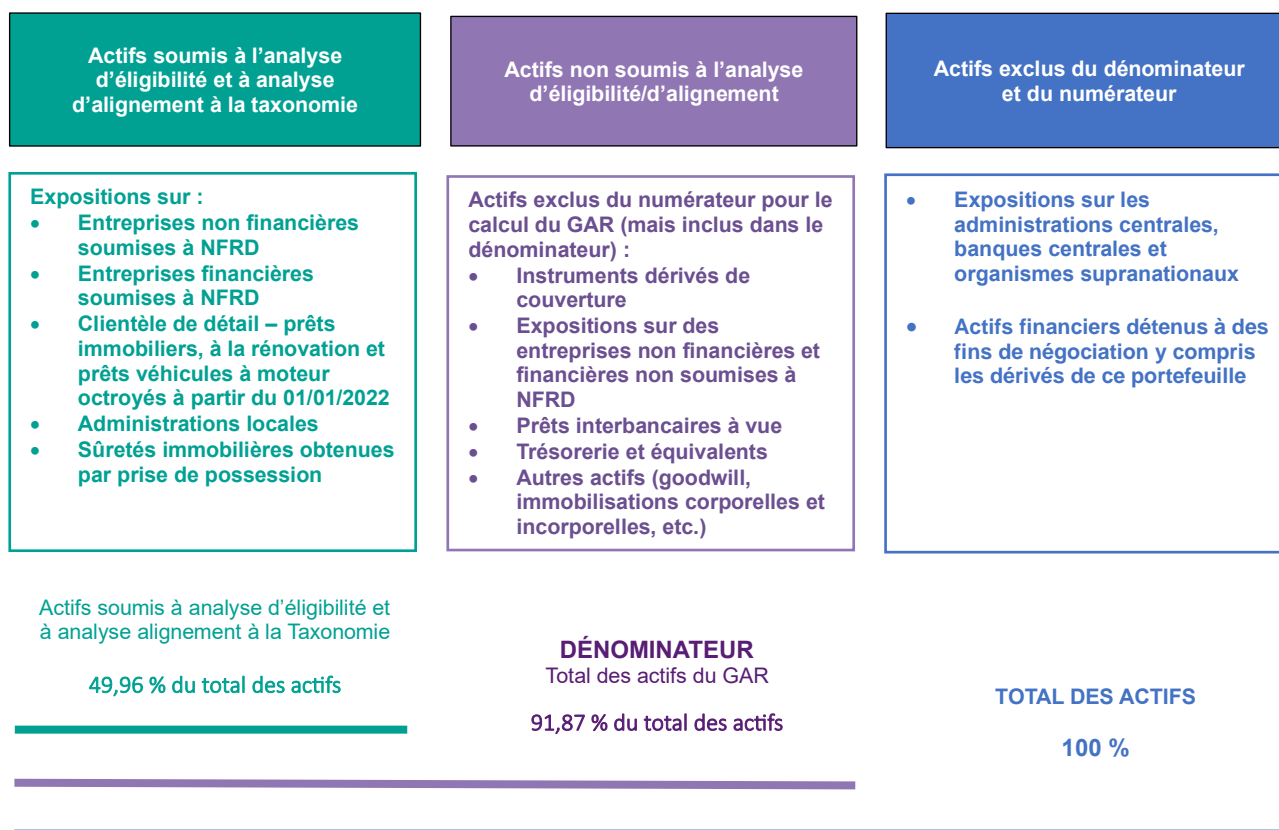 Actifs soumis à l’analyse
d’éligibilité et à analyse
d’alignement à la taxonomie
Actifs non soumis à l’analyse
d’éligibilité/d’alignement
Actifs exclus du dénominateur
et du numérateur
Expositions sur :
• Entreprises non financières
soumises à NFRD
• Entreprises financières
soumises à NFRD
• Clientèle de détail – prêts
immobiliers, à la rénovation et
prêts véhicules à moteur
octroyés à partir du 01/01/2022
• Administrations locales
• Sûretés immobilières obtenues
par prise de possession
Actifs exclus du numérateur pour le
calcul du GAR (mais inclus dans le
dénominateur) :
• Instruments dérivés de
couverture
• Expositions sur des
entreprises non financières et
financières non soumises à
NFRD
• Prêts interbancaires à vue
• Trésorerie et équivalents
• Autres actifs (goodwill,
immobilisations corporelles et
incorporelles, etc.)
• Expositions sur les
administrations centrales,
banques centrales et
organismes supranationaux
• Actifs financiers détenus à des
fins de négociation y compris
les dérivés de ce portefeuille
Actifs soumis à analyse d’éligibilité et
à analyse alignement à la Taxonomie
49,96 % du total des actifs
DÉNOMINATEUR
Total des actifs du GAR
91,87 % du total des actifs
TOTAL DES ACTIFS
100 %